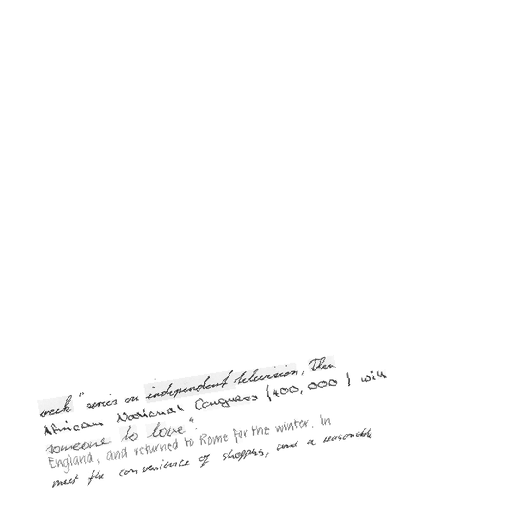 week " series on independent television. Then
African National Congress (400,000) will
someone to love".
England, and returned to Rome for the winter. In
meet the convenience of shoppers, and a reasonable